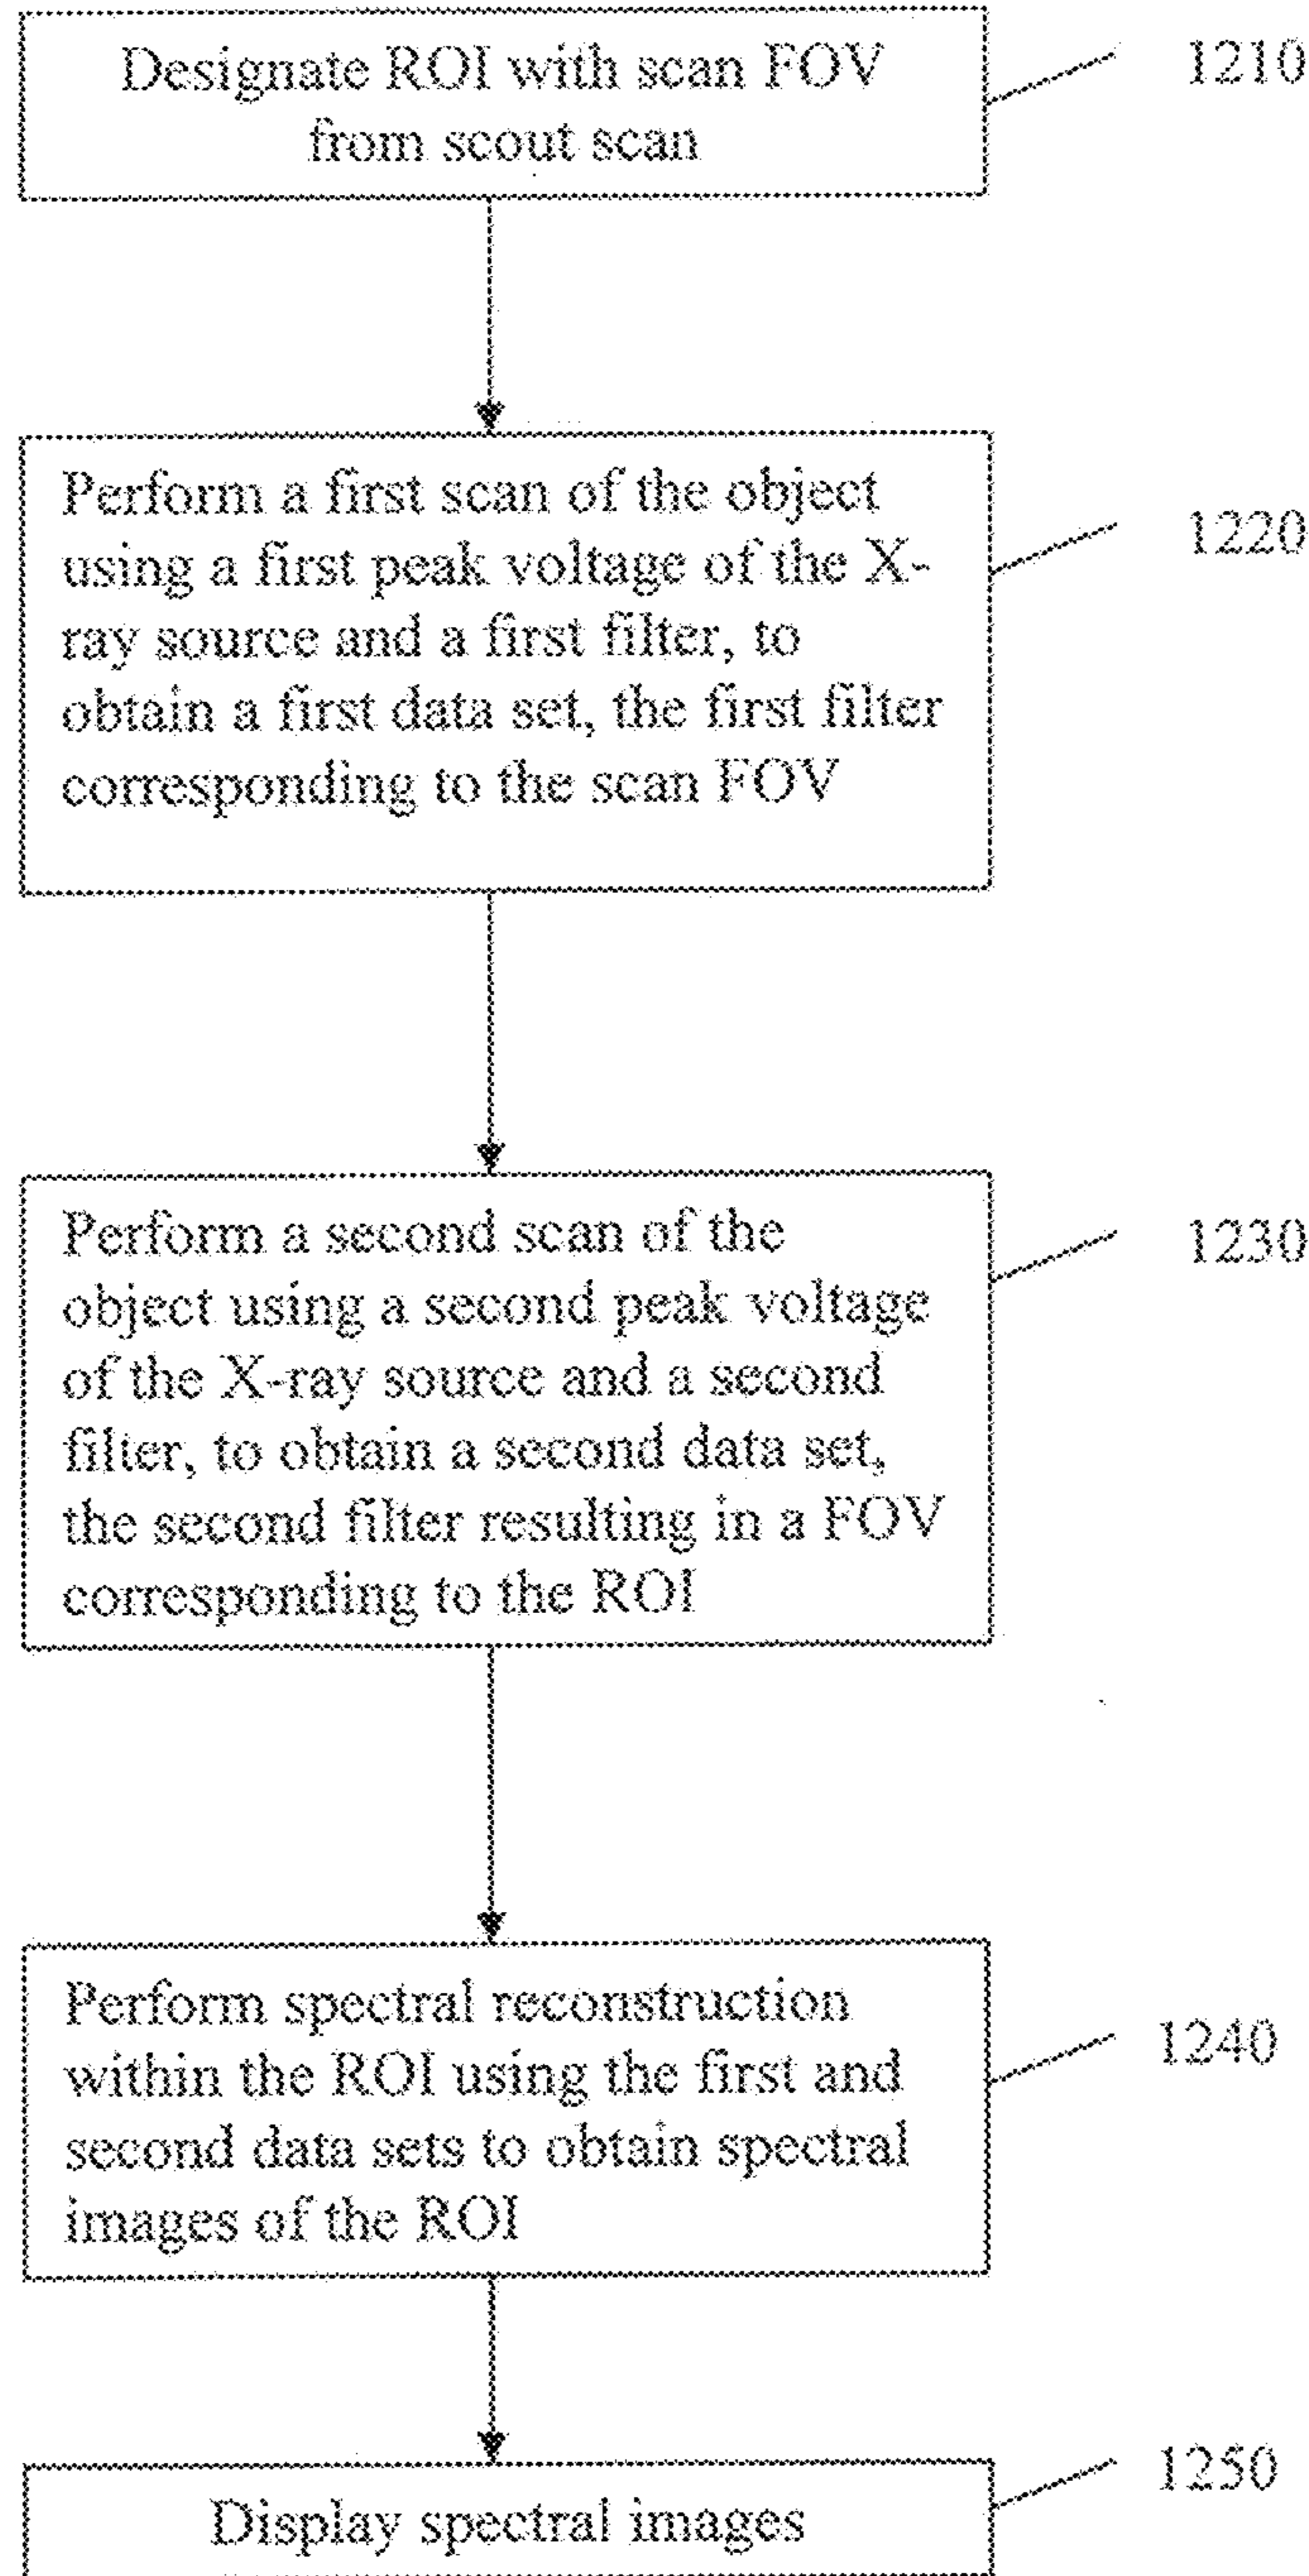 Designate ROI with scan FOV
from scout scan
1210
Perform a first scan of the object
using a first peak voltage of the X-
ray source and a first filter, to
obtain a first data set, the first filter
corresponding to the scan FOV
1220
Perform a second scan of the
object using a second peak voltage
of the X-ray source and a second
filter, to obtain a second data set,
the second filter resulting in a FOV
corresponding to the ROI
1230
Perform spectral reconstruction
within the ROI using the first and
second data sets to obtain spectral
images of the ROI
1240
Display spectral images
1250